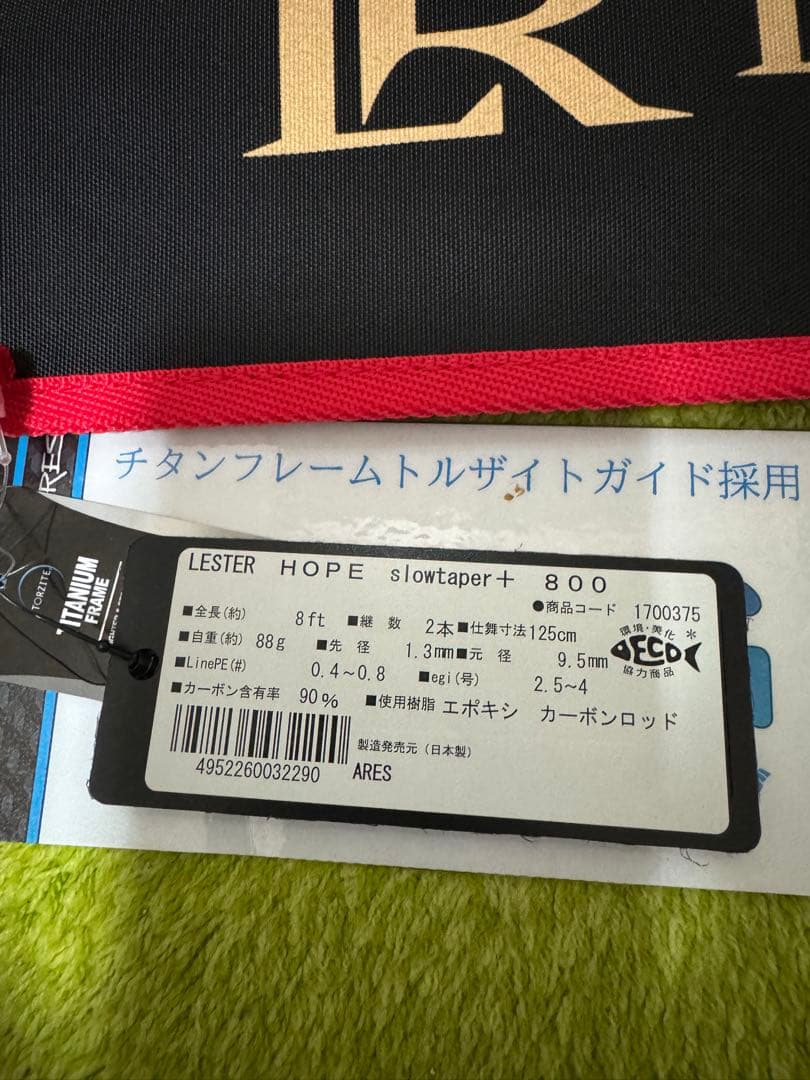 LR
チタンフレームトルザイトガイド採用
TORZITE
TITANIUM
FRAME
LESTER HOPE slowtaper＋ 800
●商品コード 1700375
■全長(約) 8ft ■継 数 2本 ■仕舞寸法 125cm
■自重(約) 88g ■先 径 1.3mm ■元 径 9.5mm
■LinePE(#) 0.4～0.8 ■egi(号) 2.5~4
■カーボン含有率 90% ■使用樹脂 エポキシ カーボンロッド
環境・美化
DECO
協力商品
製造発売元（日本製）
4952260032290 ARES